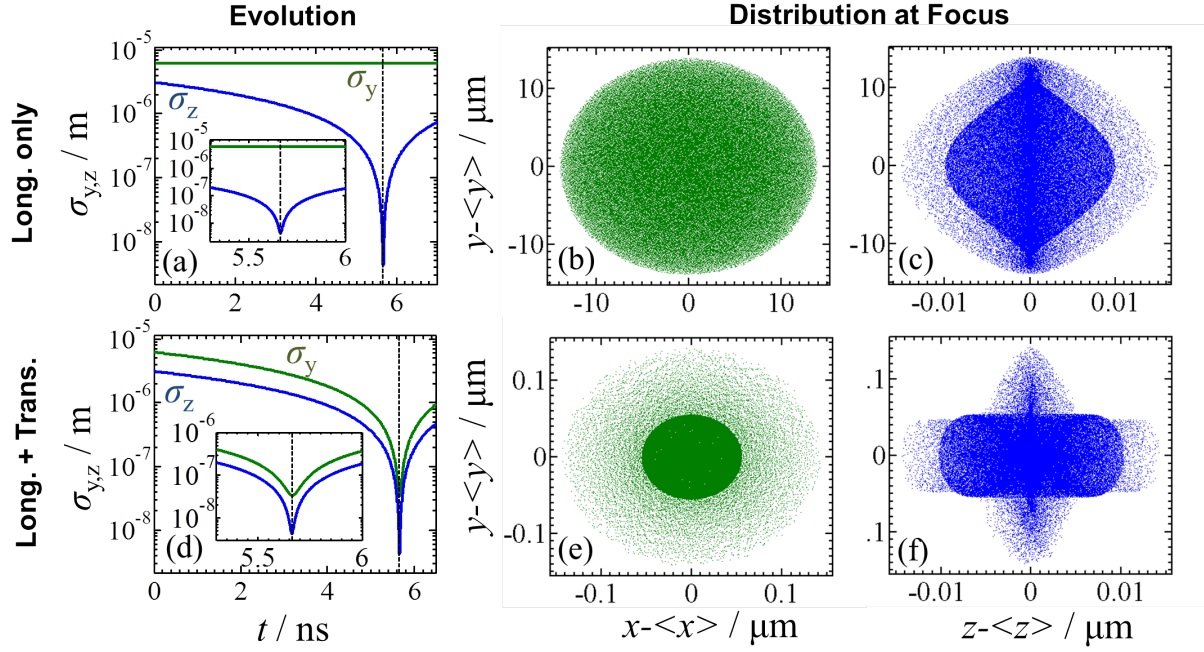 Evolution
Distribution at Focus
Long. only
Long. + Trans.
10⁻⁵
10⁻⁶
10⁻⁷
10⁻⁸
σy,z / m
σz
σy
10⁻⁵
10⁻⁶
10⁻⁷
10⁻⁸
5.5
6
(a)
0
2
4
6
y-<y> / μm
10
0
-10
(b)
-10
0
10
10
0
-10
(c)
-0.01
0
0.01
10⁻⁵
10⁻⁶
10⁻⁷
10⁻⁸
σy,z / m
σy
σz
10⁻⁶
10⁻⁷
10⁻⁸
5.5
6
(d)
0
2
4
6
t / ns
y-<y> / μm
0.1
0
-0.1
(e)
-0.1
0
0.1
x-<x> / μm
.1
0
.1
(f)
-0.01
0
0.01
z-<z> / μm